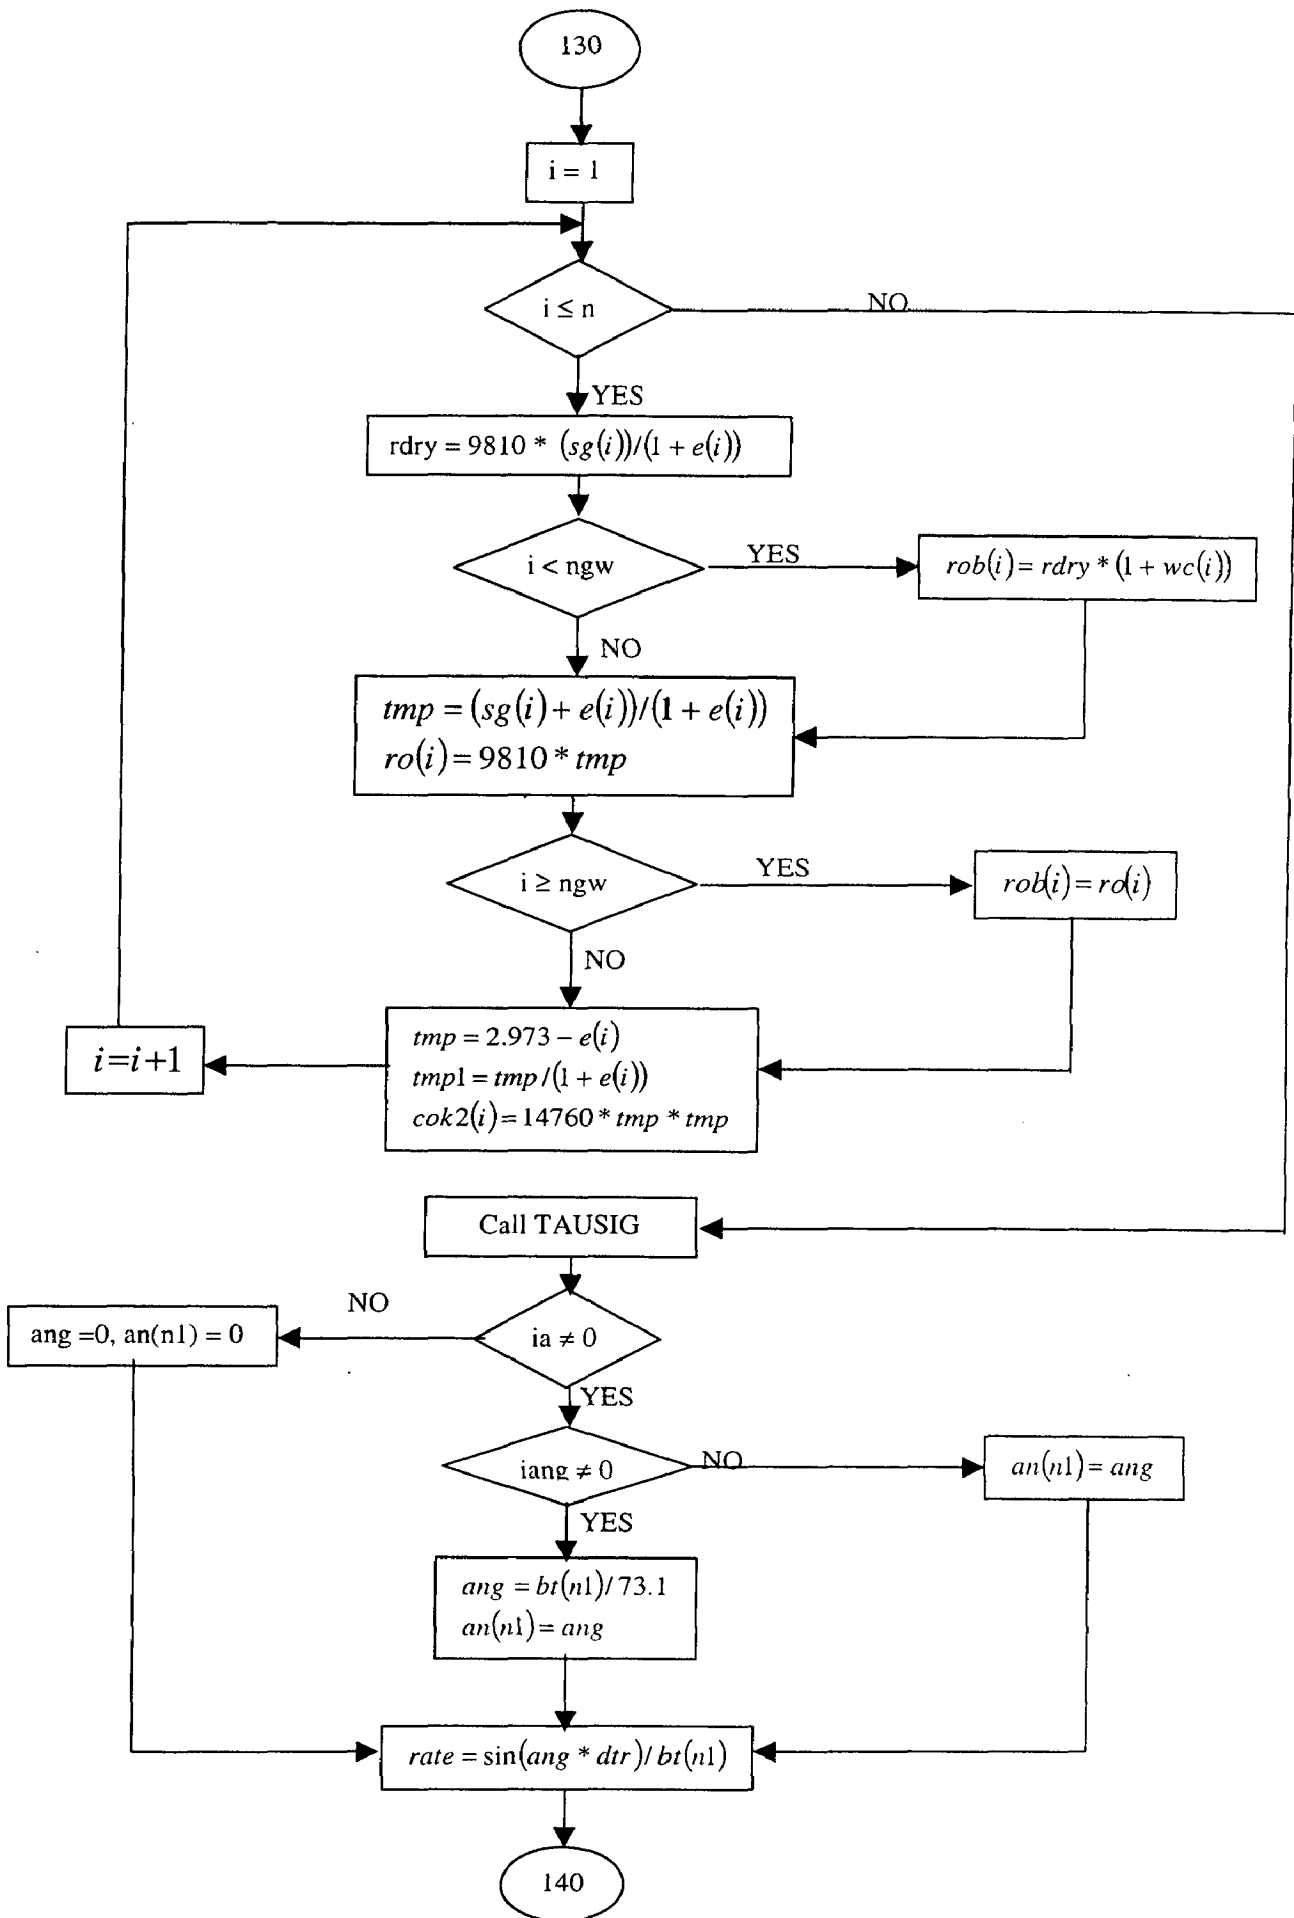 130
i = 1
i ≤ n
NO
YES
rdry = 9810 * (sg(i))/(1 + e(i))
i < ngw
YES
rob(i) = rdry * (1 + wc(i))
NO
tmp = (sg(i) + e(i))/(1 + e(i))
ro(i) = 9810 * tmp
i ≥ ngw
YES
rob(i) = ro(i)
NO
tmp = 2.973 − e(i)
tmp1 = tmp/(1 + e(i))
cok2(i) = 14760 * tmp * tmp
i=i+1
Call TAUSIG
NO
ia ≠ 0
ang =0, an(n1) = 0
YES
iang ≠ 0
NO
an(n1) = ang
YES
ang = bt(n1)/73.1
an(n1) = ang
rate = sin(ang * dtr)/bt(n1)
140